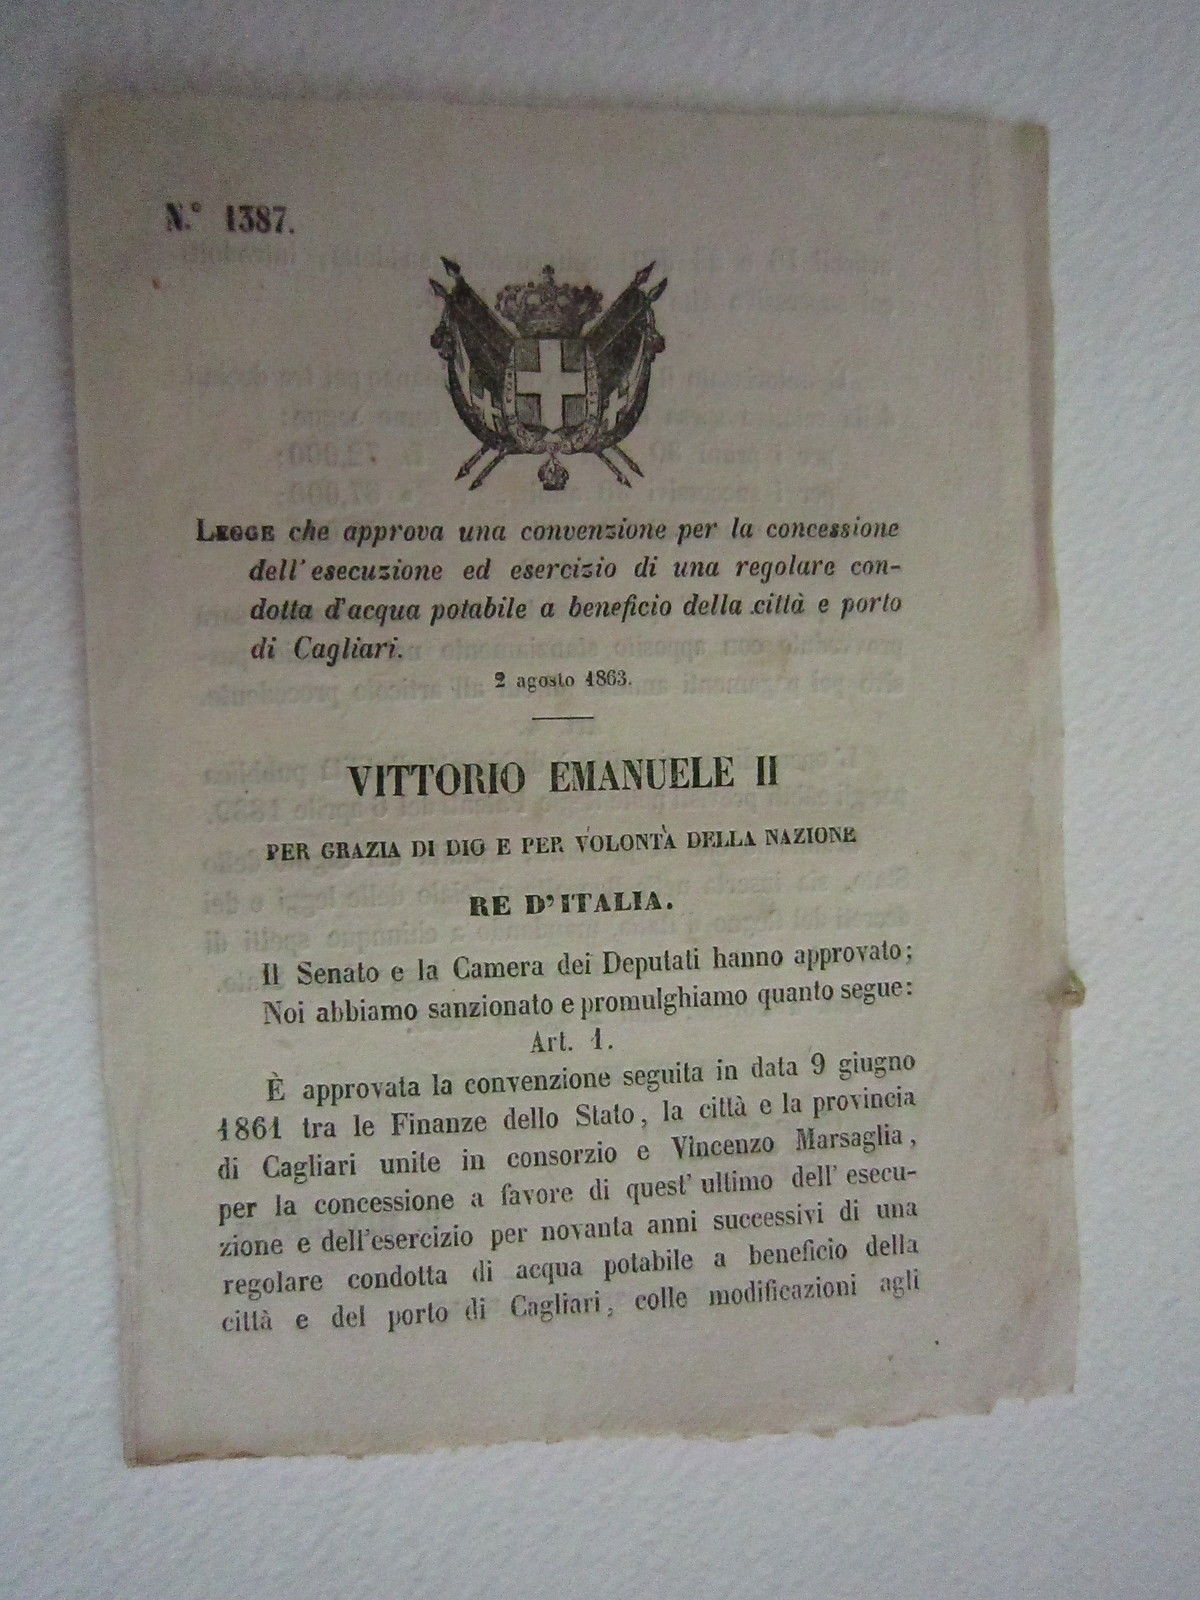 N.° 1387.
LEGGE che approva una convenzione per la concessione
dell'esecuzione ed esercizio di una regolare con-
dotta d'acqua potabile a beneficio della città e porto
di Cagliari.
2 agosto 1863.
VITTORIO EMANUELE II
PER GRAZIA DI DIO E PER VOLONTÀ DELLA NAZIONE
RE D'ITALIA.
Il Senato e la Camera dei Deputati hanno approvato;
Noi abbiamo sanzionato e promulghiamo quanto segue:
Art. 1.
È approvata la convenzione seguita in data 9 giugno
1861 tra le Finanze dello Stato, la città e la provincia
di Cagliari unite in consorzio e Vincenzo Marsaglia,
per la concessione a favore di quest'ultimo dell'esecu-
zione e dell'esercizio per novanta anni successivi di una
regolare condotta di acqua potabile a beneficio della
città e del porto di Cagliari, colle modificazioni agli